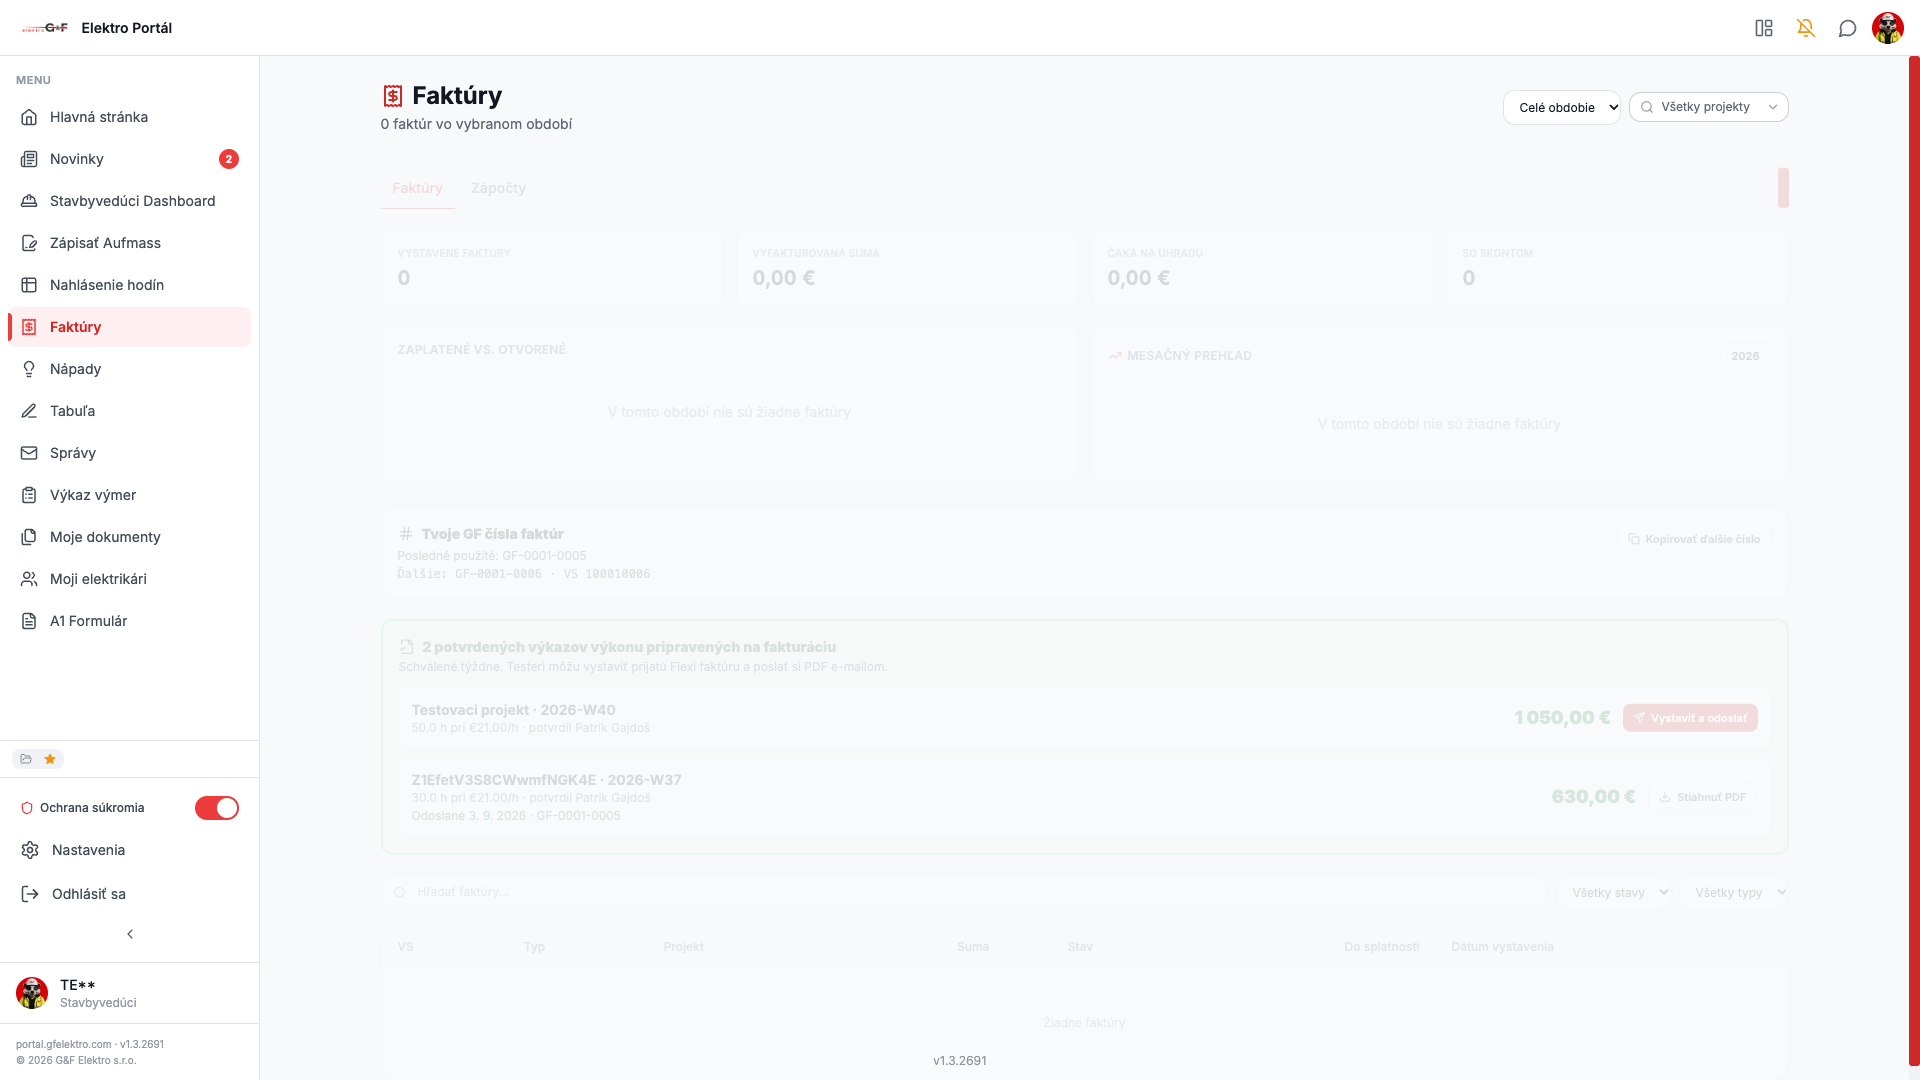 elektro G&F
Elektro Portál
MENU
Hlavná stránka
Novinky
2
Stavbyvedúci Dashboard
Zápisať Aufmass
Nahlásenie hodín
Faktúry
Nápady
Tabuľa
Správy
Výkaz výmer
Moje dokumenty
Moji elektrikári
A1 Formulár
Ochrana súkromia
Nastavenia
Odhlásiť sa
TE**
Stavbyvedúci
portal.gfelektro.com · v1.3.2691
© 2026 G&F Elektro s.r.o.
Faktúry
0 faktúr vo vybranom období
Celé obdobie
Všetky projekty
Faktúry
Zápočty
VYSTAVENÉ FAKTÚRY
0
VYFAKTUROVANÁ SUMA
0,00 €
ČAKÁ NA ÚHRADU
0,00 €
SO SKONTOM
0
ZAPLATENÉ VS. OTVORENÉ
V tomto období nie sú žiadne faktúry
MESAČNÝ PREHĽAD
2026
V tomto období nie sú žiadne faktúry
Tvoje GF čísla faktúr
Posledné použité: GF-0001-0005
Ďalšie: GF-0001-0006 · VS 100010006
Kopírovať ďalšie číslo
2 potvrdených výkazov výkonu pripravených na fakturáciu
Schválené týždne. Testeri môžu vystaviť prijatú Flexi faktúru a poslať si PDF e-mailom.
Testovaci projekt · 2026-W40
50.0 h pri €21.00/h · potvrdil Patrik Gajdoš
1 050,00 €
Vystaviť a odoslať
Z1EfetV3S8CWwmfNGK4E · 2026-W37
30.0 h pri €21.00/h · potvrdil Patrik Gajdoš
Odoslané 3. 9. 2026 · GF-0001-0005
630,00 €
Stiahnuť PDF
Hľadať faktúry...
Všetky stavy
Všetky typy
VS
Typ
Projekt
Suma
Stav
Do splatnosti
Dátum vystavenia
Žiadne faktúry
v1.3.2691